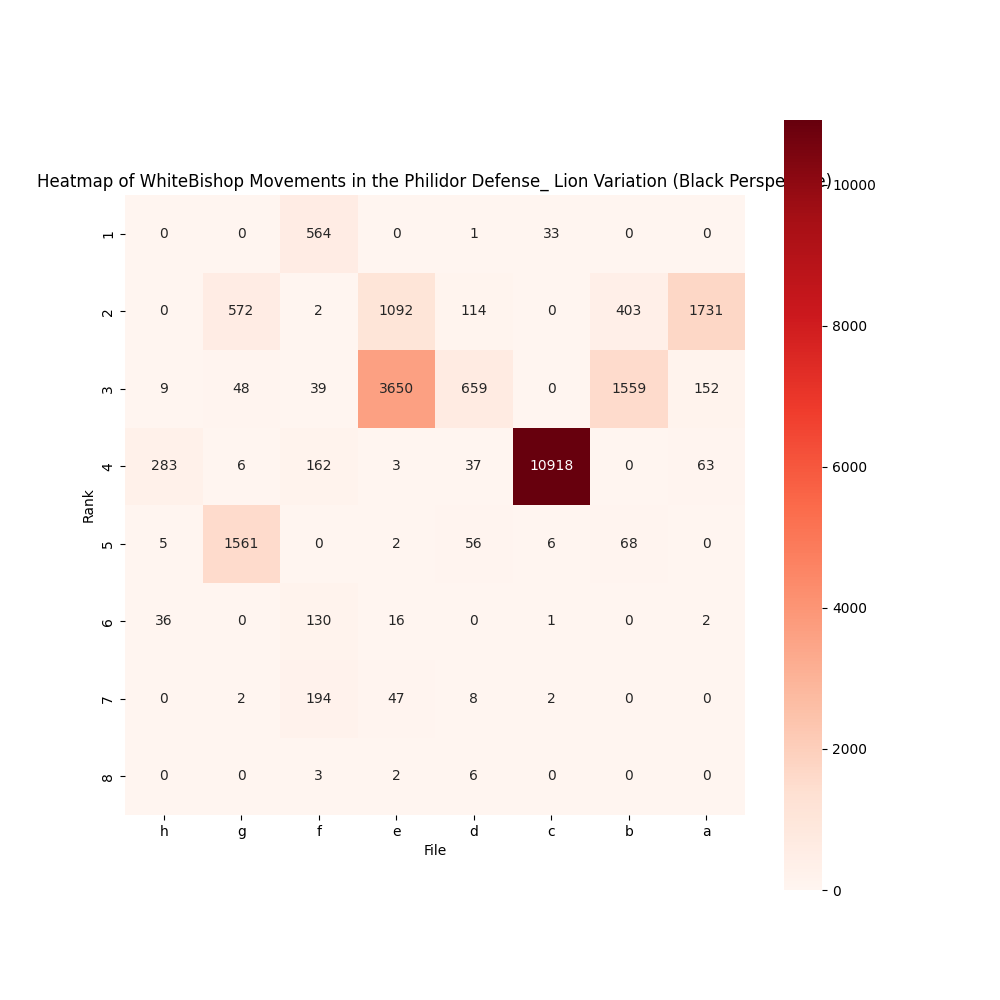 Heatmap of WhiteBishop Movements in the Philidor Defense_ Lion Variation (Black Perspe    e)
10000
8000
6000
4000
2000
0
Rank
1 0 0 564 0 1 33 0 0
2 0 572 2 1092 114 0 403 1731
3 9 48 39 3650 659 0 1559 152
4 283 6 162 3 37 10918 0 63
5 5 1561 0 2 56 6 68 0
6 36 0 130 16 0 1 0 2
7 0 2 194 47 8 2 0 0
8 0 0 3 2 6 0 0 0
h g f e d c b a
File